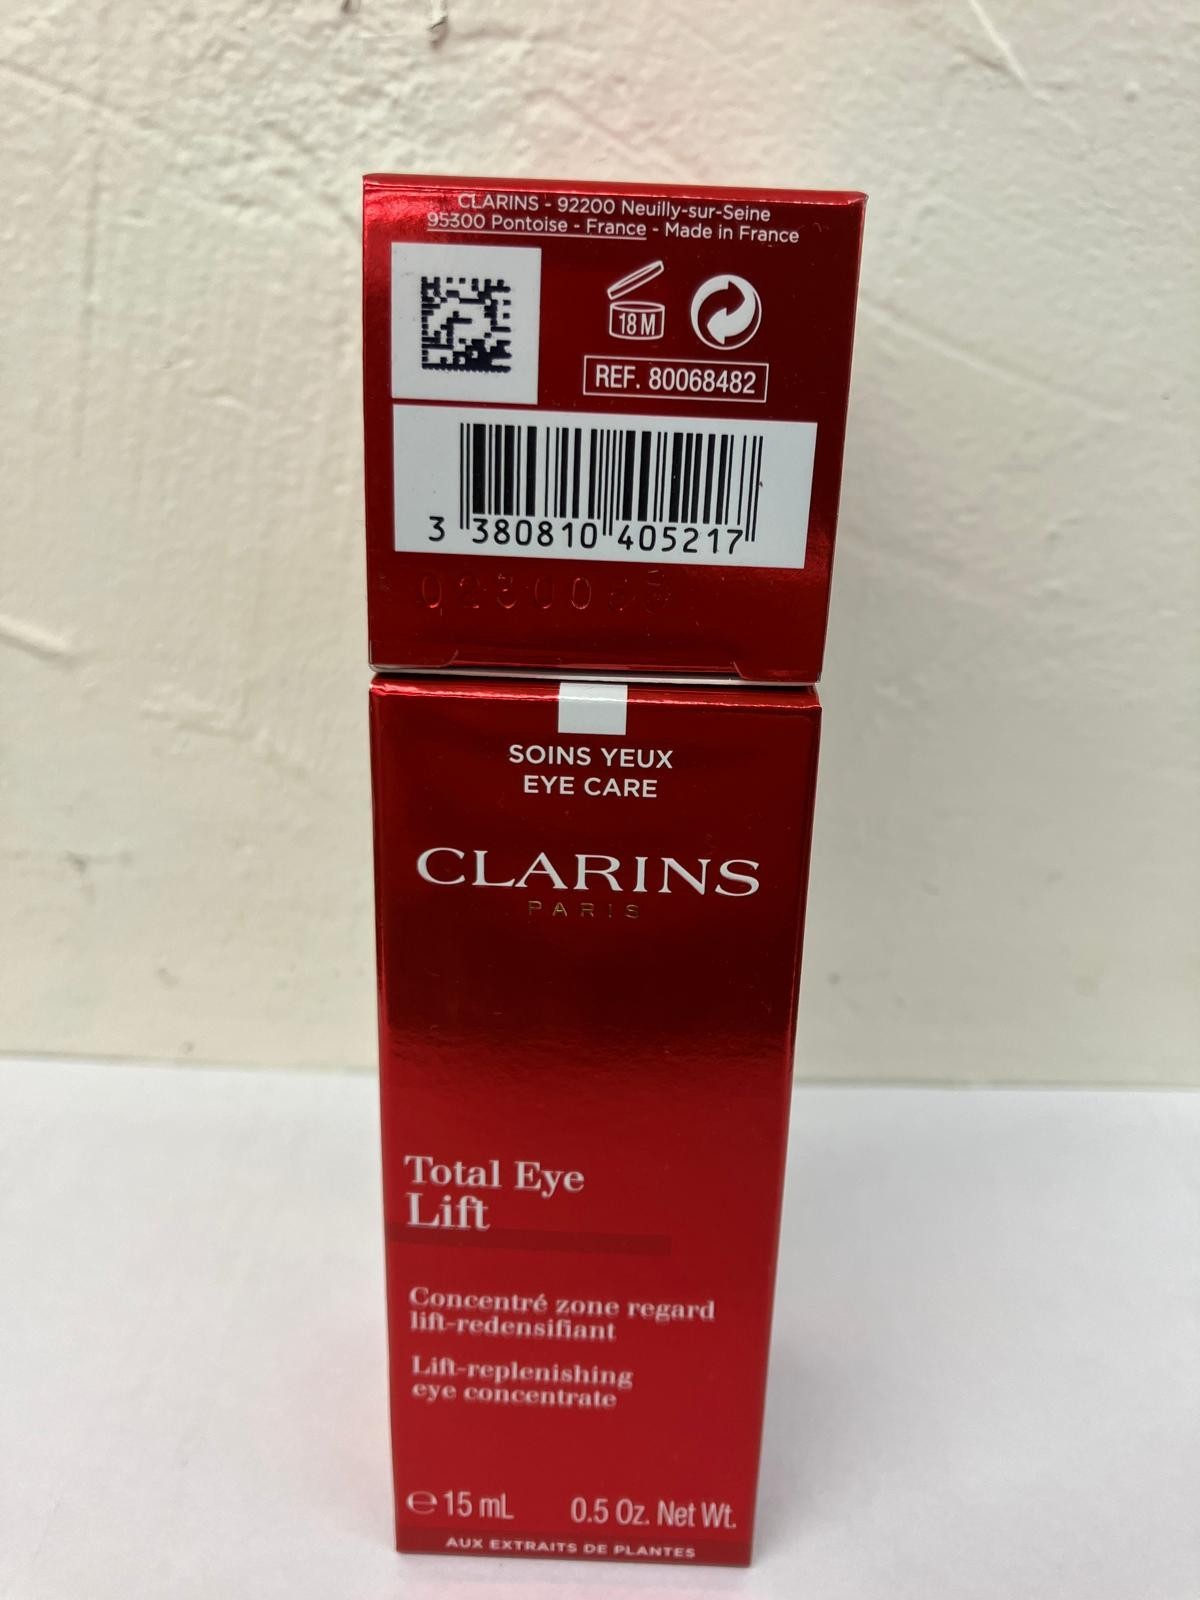 CLARINS - 92200 Neuilly-sur-Seine
95300 Pontoise - France - Made in France
18 M
REF. 80068482
3 380810 405217
SOINS YEUX
EYE CARE
CLARINS
PARIS
Total Eye
Lift
Concentré zone regard
lift-redensifiant
Lift-replenishing
eye concentrate
℮ 15 mL 0.5 Oz. Net Wt.
AUX EXTRAITS DE PLANTES